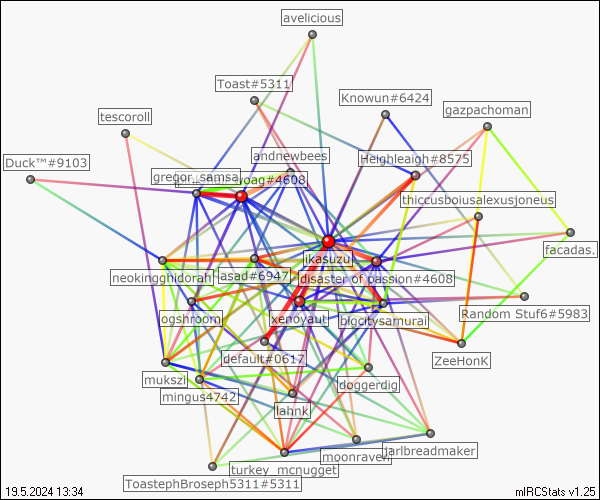 avelicious
Toast#5311
Knowun#6424
gazpachoman
tescoroll
andnewbees
Heighleaigh#8575
Duck™#9103
gregor_samsa_
woag#4608
thiccusboiusalexusjoneus
facadas.
ikasuzu
neokingghidorah
asad#6947
disaster of passion#4608
Random Stuf6#5983
ogshroom
xenoyaut
bigcitysamurai
default#0617
ZeeHonK
mukszi
doggerdig
mingus4742
lahnk
moonraven
jarlbreadmaker
turkey_mcnugget
ToastephBroseph5311#5311
19.5.2024 13:34
mIRCStats v1.25